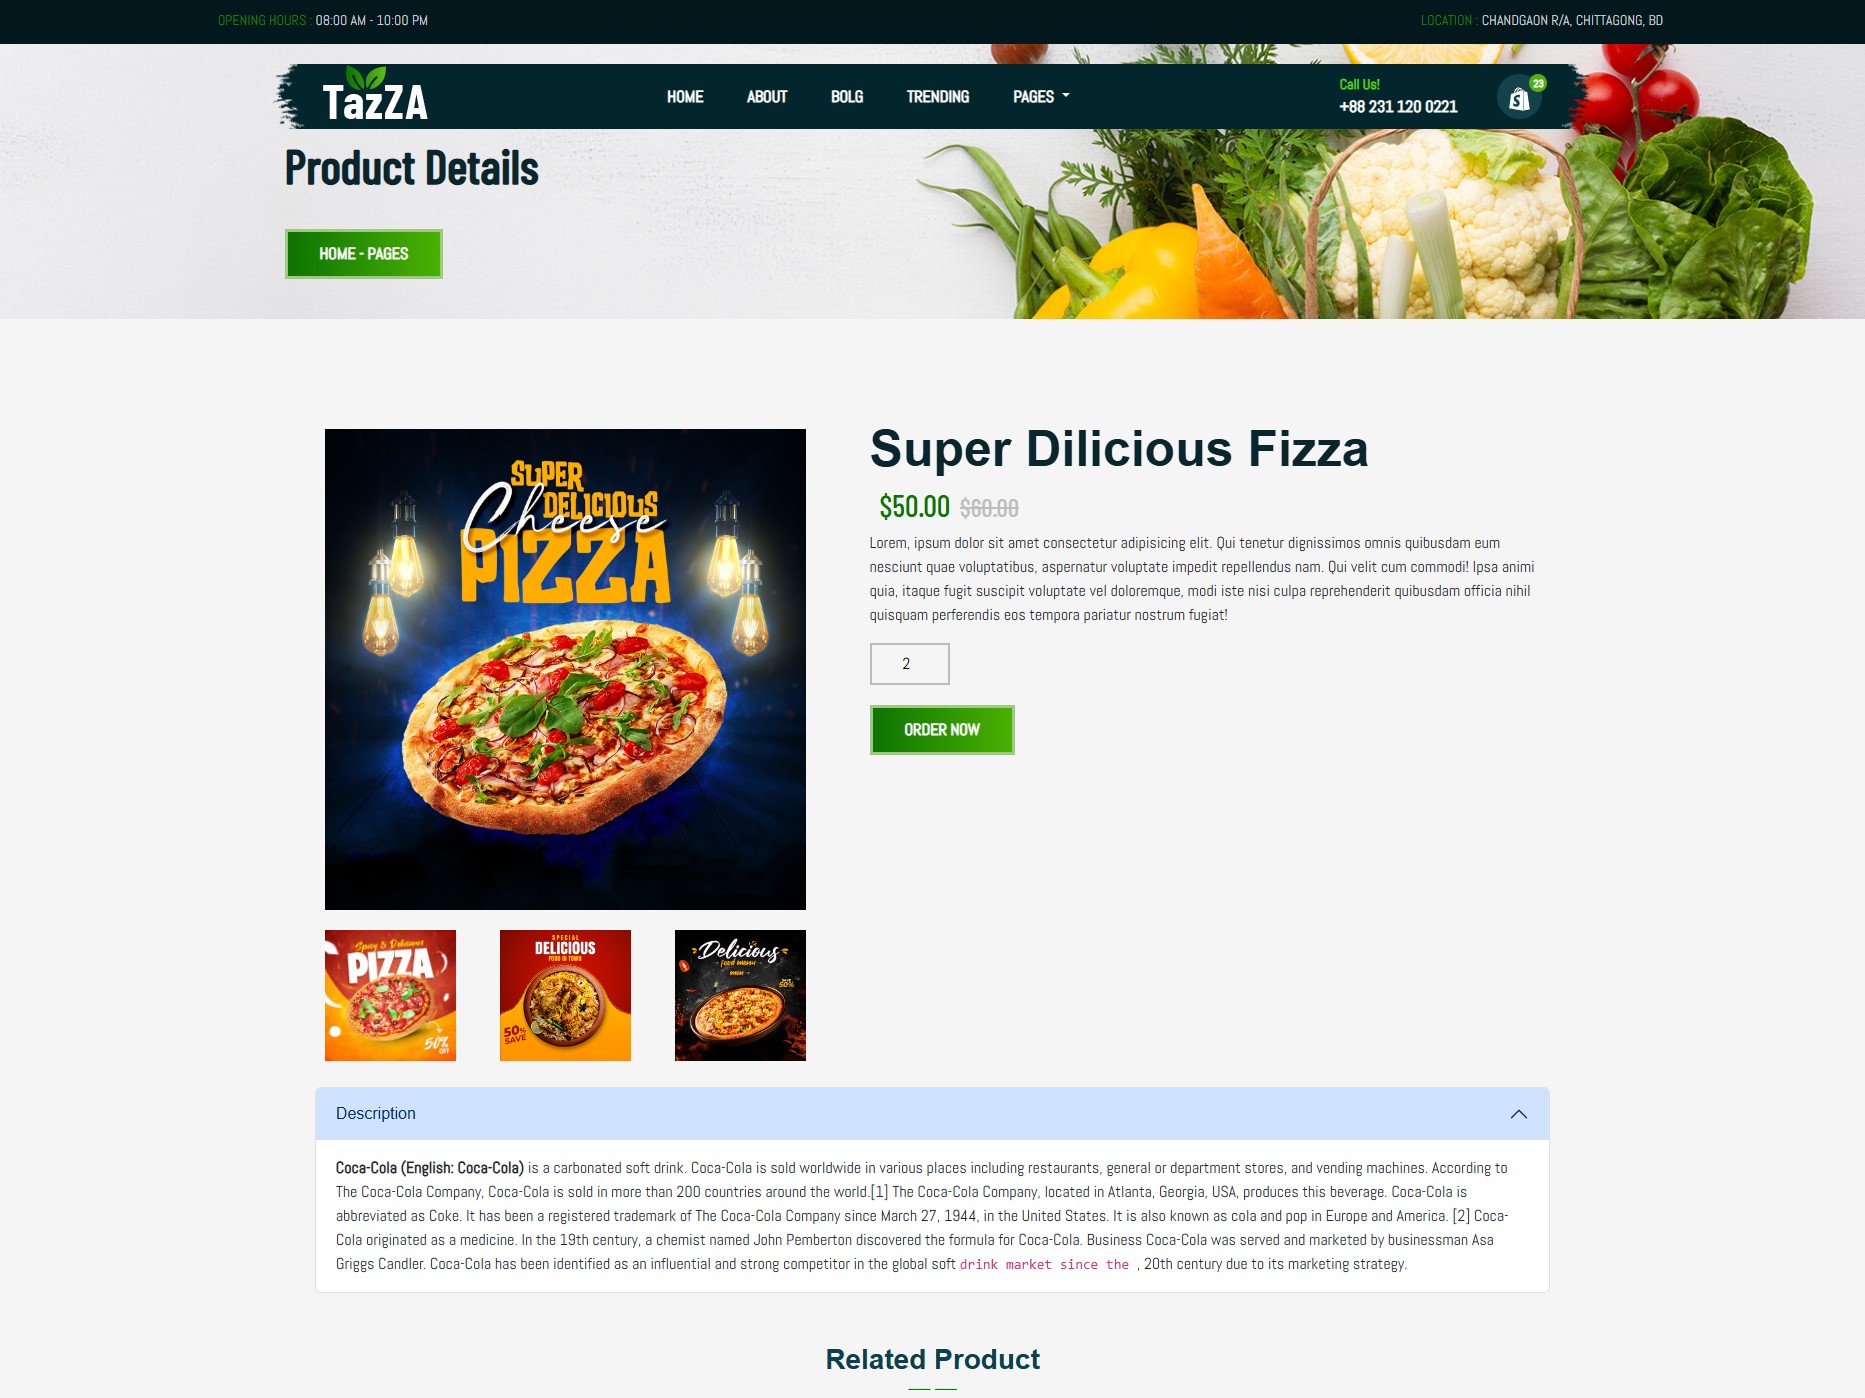 OPENING HOURS : 08:00 AM - 10:00 PM
LOCATION : CHANDGAON R/A, CHITTAGONG, BD
TazZA
HOME
ABOUT
BOLG
TRENDING
PAGES
Call Us!
+88 231 120 0221
23
Product Details
HOME - PAGES
SUPER
DELICIOUS
Cheese
PIZZA
Super Dilicious Fizza
$50.00 $60.00
Lorem, ipsum dolor sit amet consectetur adipisicing elit. Qui tenetur dignissimos omnis quibusdam eum
nesciunt quae voluptatibus, aspernatur voluptate impedit repellendus nam. Qui velit cum commodi! Ipsa animi
quia, itaque fugit suscipit voluptate vel doloremque, modi iste nisi culpa reprehenderit quibusdam officia nihil
quisquam perferendis eos tempora pariatur nostrum fugiat!
2
ORDER NOW
Spicy & Delicious
PIZZA
50%
OFF
SPECIAL
DELICIOUS
FOOD IN TOWN
50%
SAVE
Delicious
food menu
SAVE
50%
Description
Coca-Cola (English: Coca-Cola) is a carbonated soft drink. Coca-Cola is sold worldwide in various places including restaurants, general or department stores, and vending machines. According to
The Coca-Cola Company, Coca-Cola is sold in more than 200 countries around the world.[1] The Coca-Cola Company, located in Atlanta, Georgia, USA, produces this beverage. Coca-Cola is
abbreviated as Coke. It has been a registered trademark of The Coca-Cola Company since March 27, 1944, in the United States. It is also known as cola and pop in Europe and America. [2] Coca-
Cola originated as a medicine. In the 19th century, a chemist named John Pemberton discovered the formula for Coca-Cola. Business Coca-Cola was served and marketed by businessman Asa
Griggs Candler. Coca-Cola has been identified as an influential and strong competitor in the global soft drink market since the , 20th century due to its marketing strategy.
Related Product